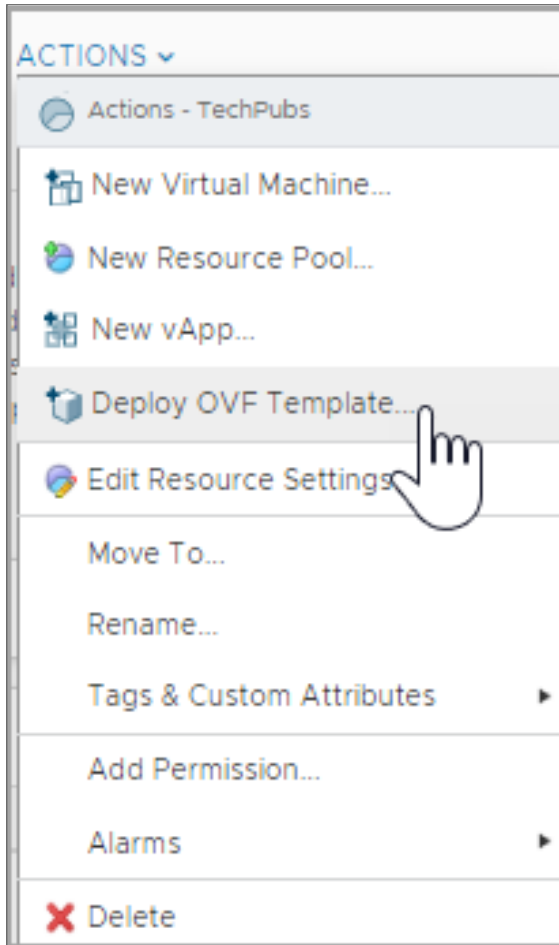 ACTIONS
Actions - TechPubs
New Virtual Machine...
New Resource Pool...
New vApp...
Deploy OVF Template...
Edit Resource Settings
Move To...
Rename...
Tags & Custom Attributes
Add Permission...
Alarms
Delete